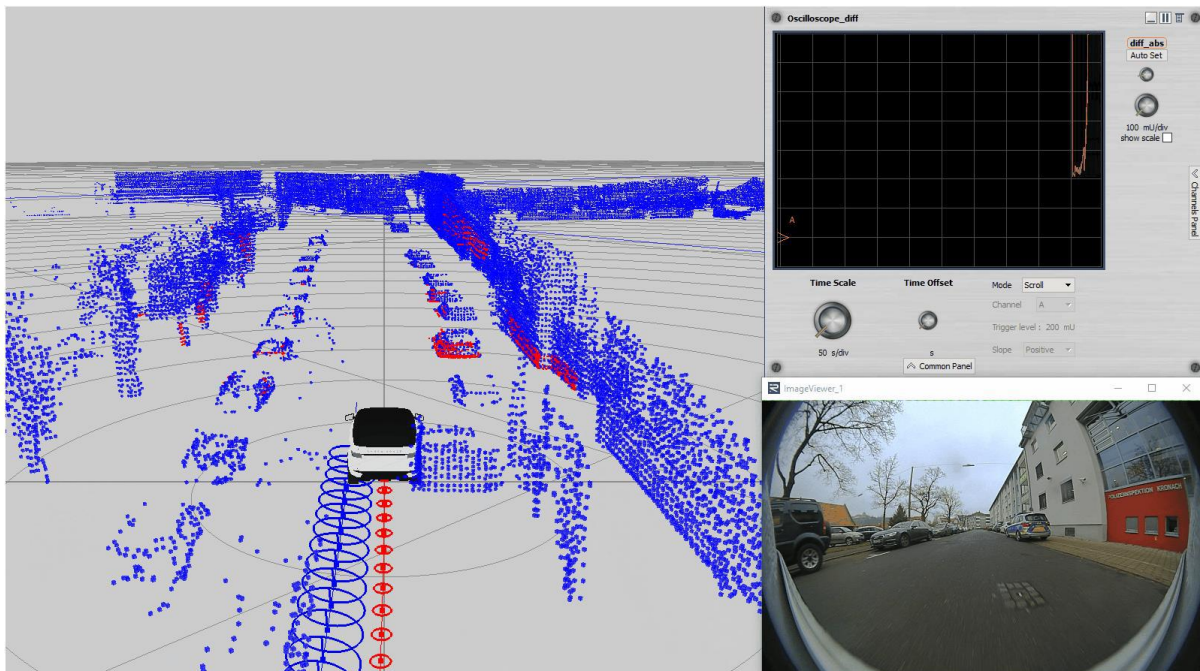 Oscilloscope_diff
diff_abs
Auto Set
100 mU/div
show scale
Channels Panel
A
Time Scale
50 s/div
Time Offset
s
Mode Scroll
Channel A
Trigger level : 200 mU
Slope Positive
Common Panel
ImageViewer_1
POLIZEIINSPEKTION KRONACH